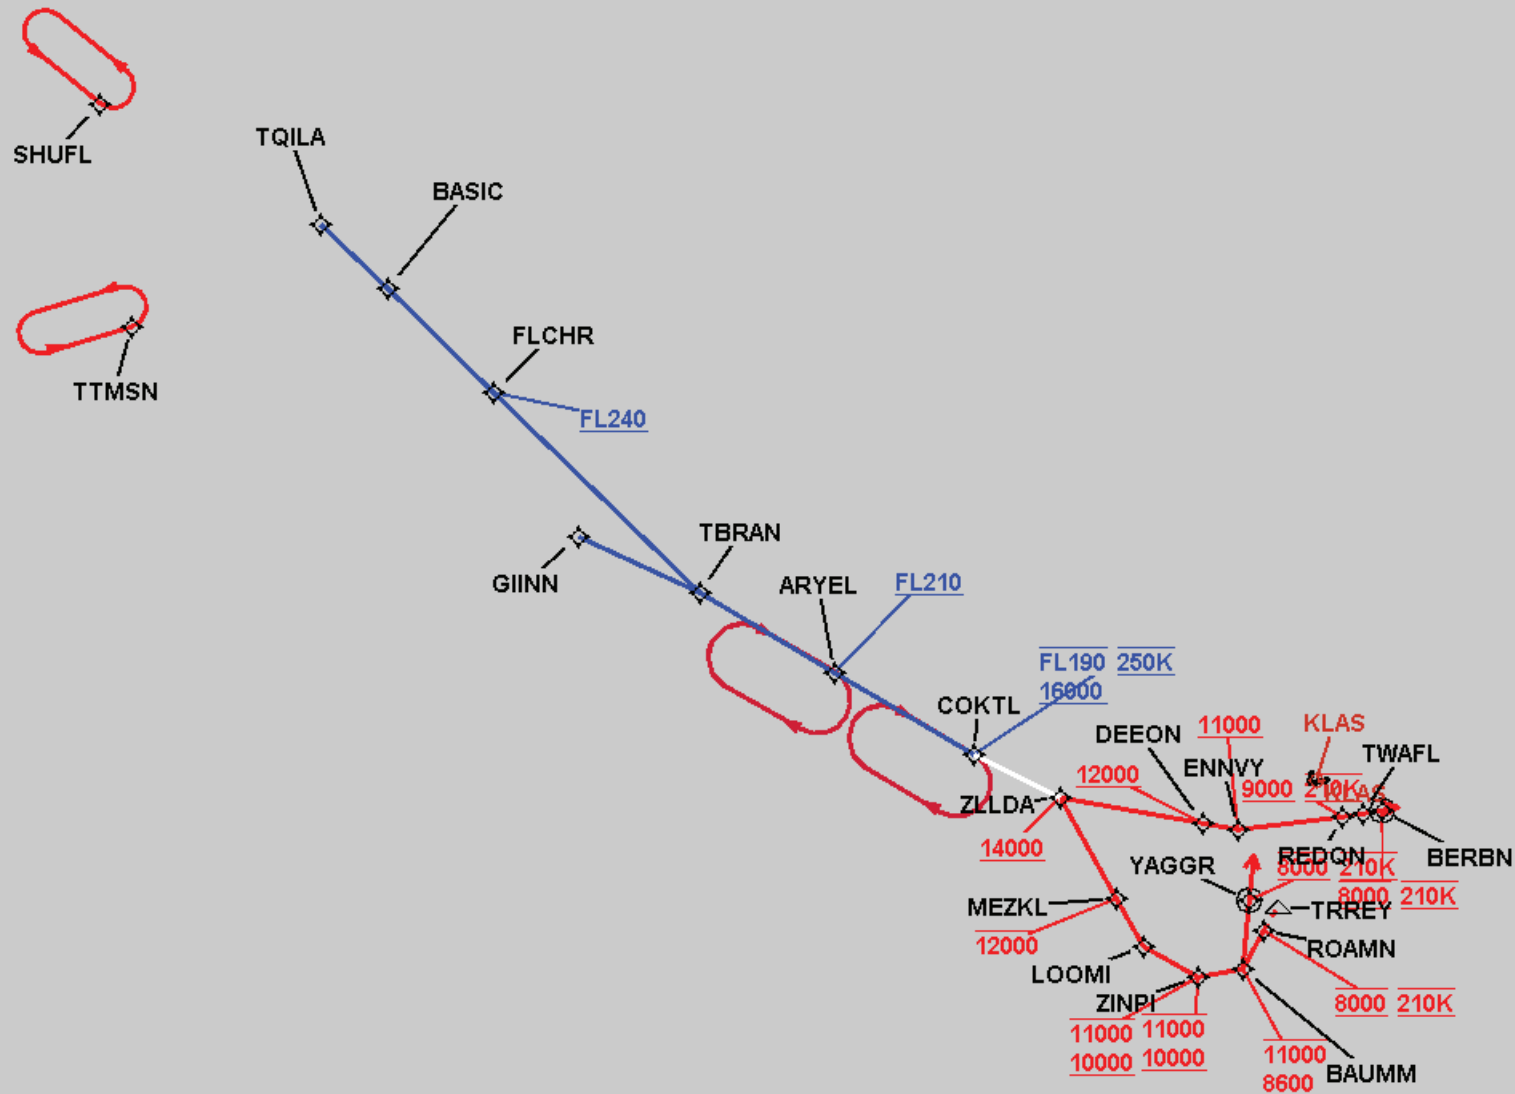 SHUFL
TQILA
BASIC
FLCHR
TTMSN
FL240
TBRAN
GIINN
ARYEL
FL210
FL190 250K
16000
COKTL
DEEON
11000
KLAS
TWAFL
ENNVY
12000
9000 210K
KLAS
ZLLDA
14000
YAGGR
REDQN
BERBN
8000 210K
8000 210K
MEZKL
12000
TRREY
ROAMN
LOOMI
ZINPI
8000 210K
11000
10000
11000
10000
11000
8600
BAUMM